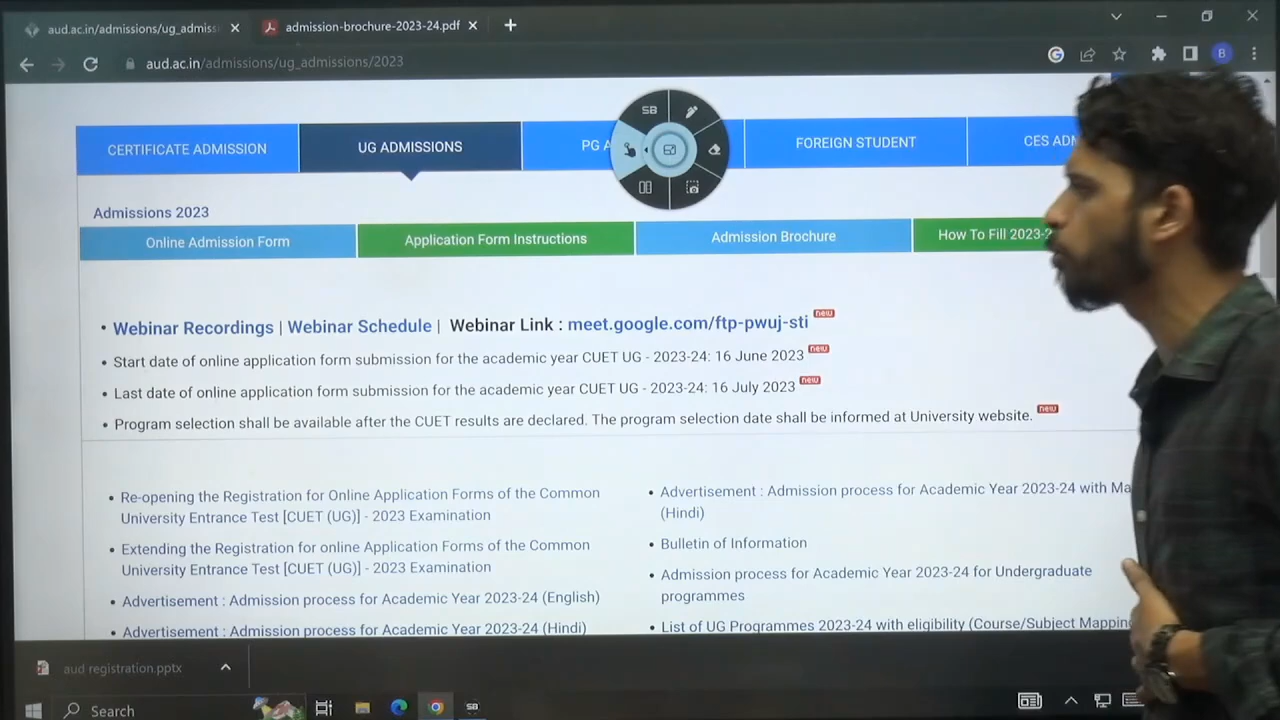 aud.ac.in/admissions/ug_admiss
admission-brochure-2023-24.pdf
aud.ac.in/admissions/ug_admissions/2023
B
SB
CERTIFICATE ADMISSION
UG ADMISSIONS
PG A
FOREIGN STUDENT
CES ADM
Admissions 2023
Online Admission Form
Application Form Instructions
Admission Brochure
How To Fill 2023-2
• Webinar Recordings | Webinar Schedule | Webinar Link : meet.google.com/ftp-pwuj-sti new
• Start date of online application form submission for the academic year CUET UG - 2023-24: 16 June 2023 new
• Last date of online application form submission for the academic year CUET UG - 2023-24: 16 July 2023 new
• Program selection shall be available after the CUET results are declared. The program selection date shall be informed at University website. new
• Re-opening the Registration for Online Application Forms of the Common
University Entrance Test [CUET (UG)] - 2023 Examination
• Extending the Registration for online Application Forms of the Common
University Entrance Test [CUET (UG)] - 2023 Examination
• Advertisement : Admission process for Academic Year 2023-24 (English)
• Advertisement : Admission process for Academic Year 2023-24 (Hindi)
• Advertisement : Admission process for Academic Year 2023-24 with Ma
(Hindi)
• Bulletin of Information
• Admission process for Academic Year 2023-24 for Undergraduate
programmes
• List of UG Programmes 2023-24 with eligibility (Course/Subject Mapping
aud registration.pptx
Search
SB